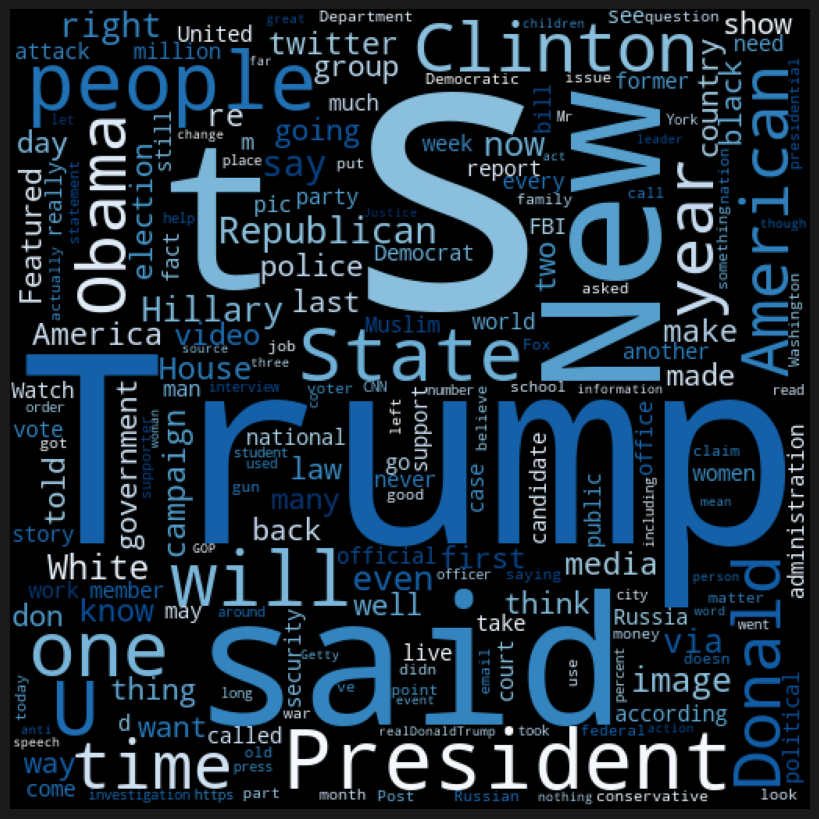 great Department children see question show
right United twitter Clinton need
attack million far group Democratic issue former
people much
re bill Mr York country black presidential
let change m going week now act leader
day still place say put report every call
Obama t S New American
Featured really statement election pic party family nation
help Justice FBI two something though
actually fact Republican Democrat year
police asked Washington
Hillary last
America video Muslim world make
source job State Fox another
House three made
Watch man interview voter CNN number school information read
order co left support believe
vote got woman
Trump
told government supporter campaign national student used law go never good case candidate public office claim women mean
gun many including administration
story back
GOP official first media
White will even officer saying person
work member well think matter
don know may around take Russia city word went
one said security Getty live court money via doesn
didn
today U thing long ve point event email use percent image Donald political
anti d want war according
speech called realDonaldTrump took federal action
way time old press President
come investigation https part month Post Russian nothing conservative look